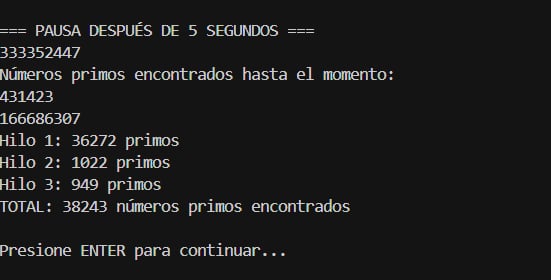 === PAUSA DESPUÉS DE 5 SEGUNDOS ===
333352447
Números primos encontrados hasta el momento:
431423
166686307
Hilo 1: 36272 primos
Hilo 2: 1022 primos
Hilo 3: 949 primos
TOTAL: 38243 números primos encontrados
Presione ENTER para continuar...